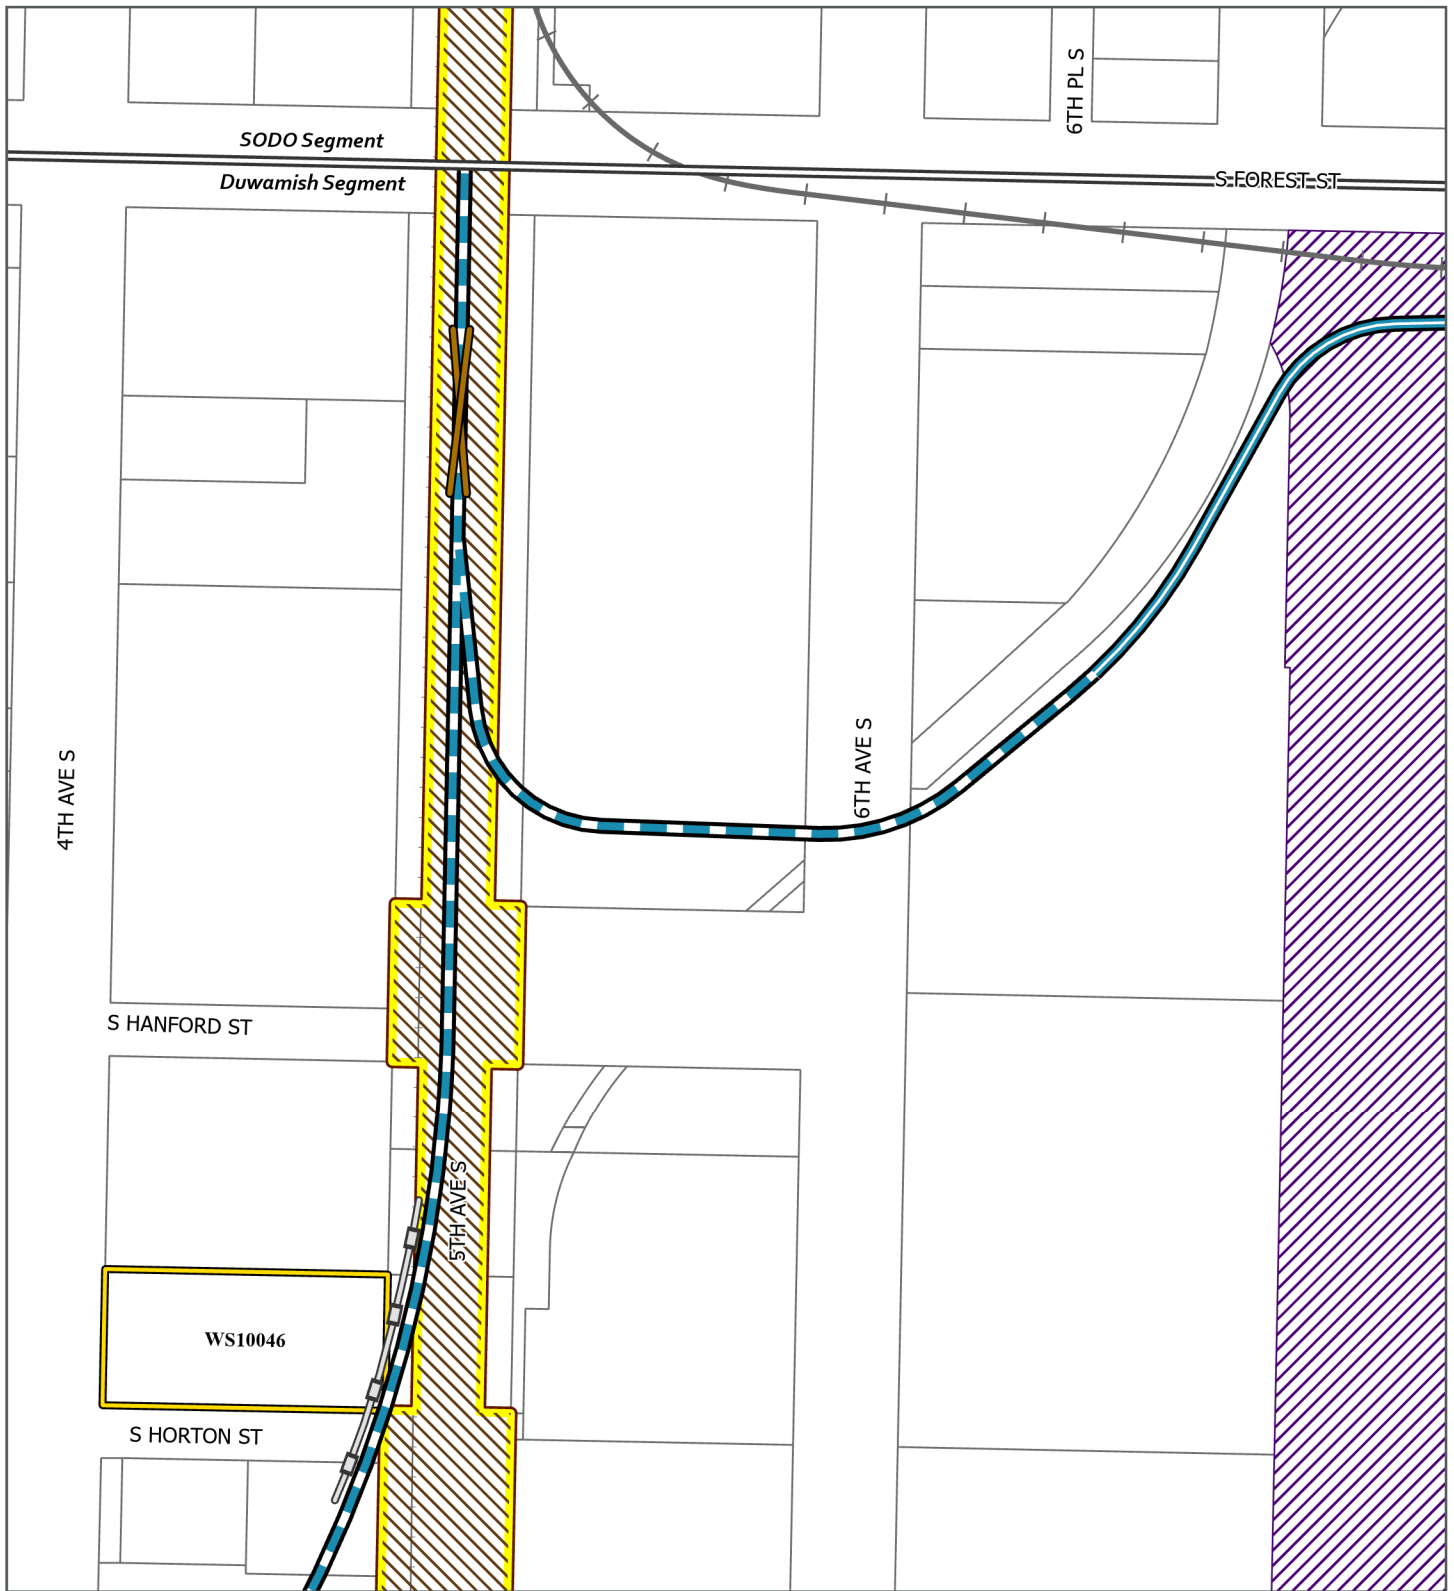 6TH PL S
SODO Segment
S FOREST ST
Duwamish Segment
4TH AVE S
6TH AVE S
S HANFORD ST
5TH AVE S
WS10046
S HORTON ST